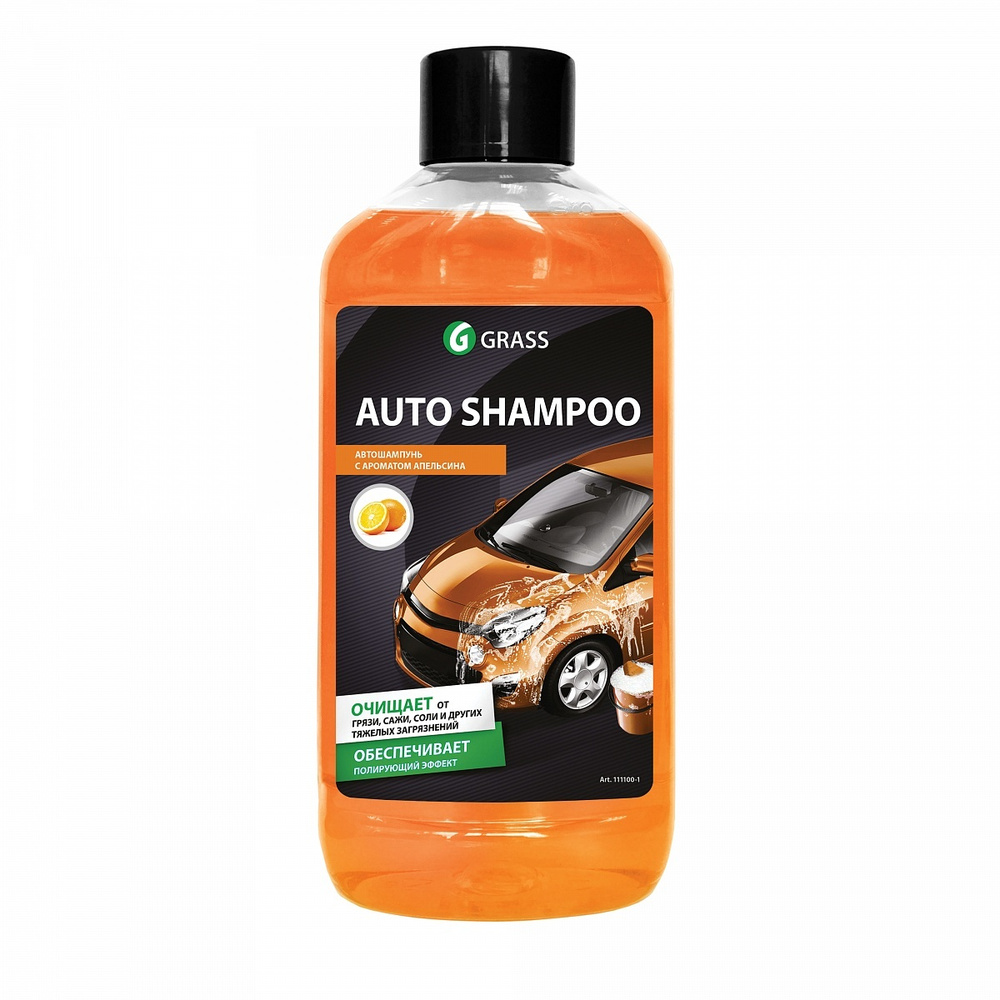 GRASS
AUTO SHAMPOO
АВТОШАМПУНЬ
С АРОМАТОМ АПЕЛЬСИНА
ОЧИЩАЕТ ОТ
ГРЯЗИ, САЖИ, СОЛИ И ДРУГИХ
ТЯЖЕЛЫХ ЗАГРЯЗНЕНИЙ
ОБЕСПЕЧИВАЕТ
ПОЛИРУЮЩИЙ ЭФФЕКТ
Art. 111100-1